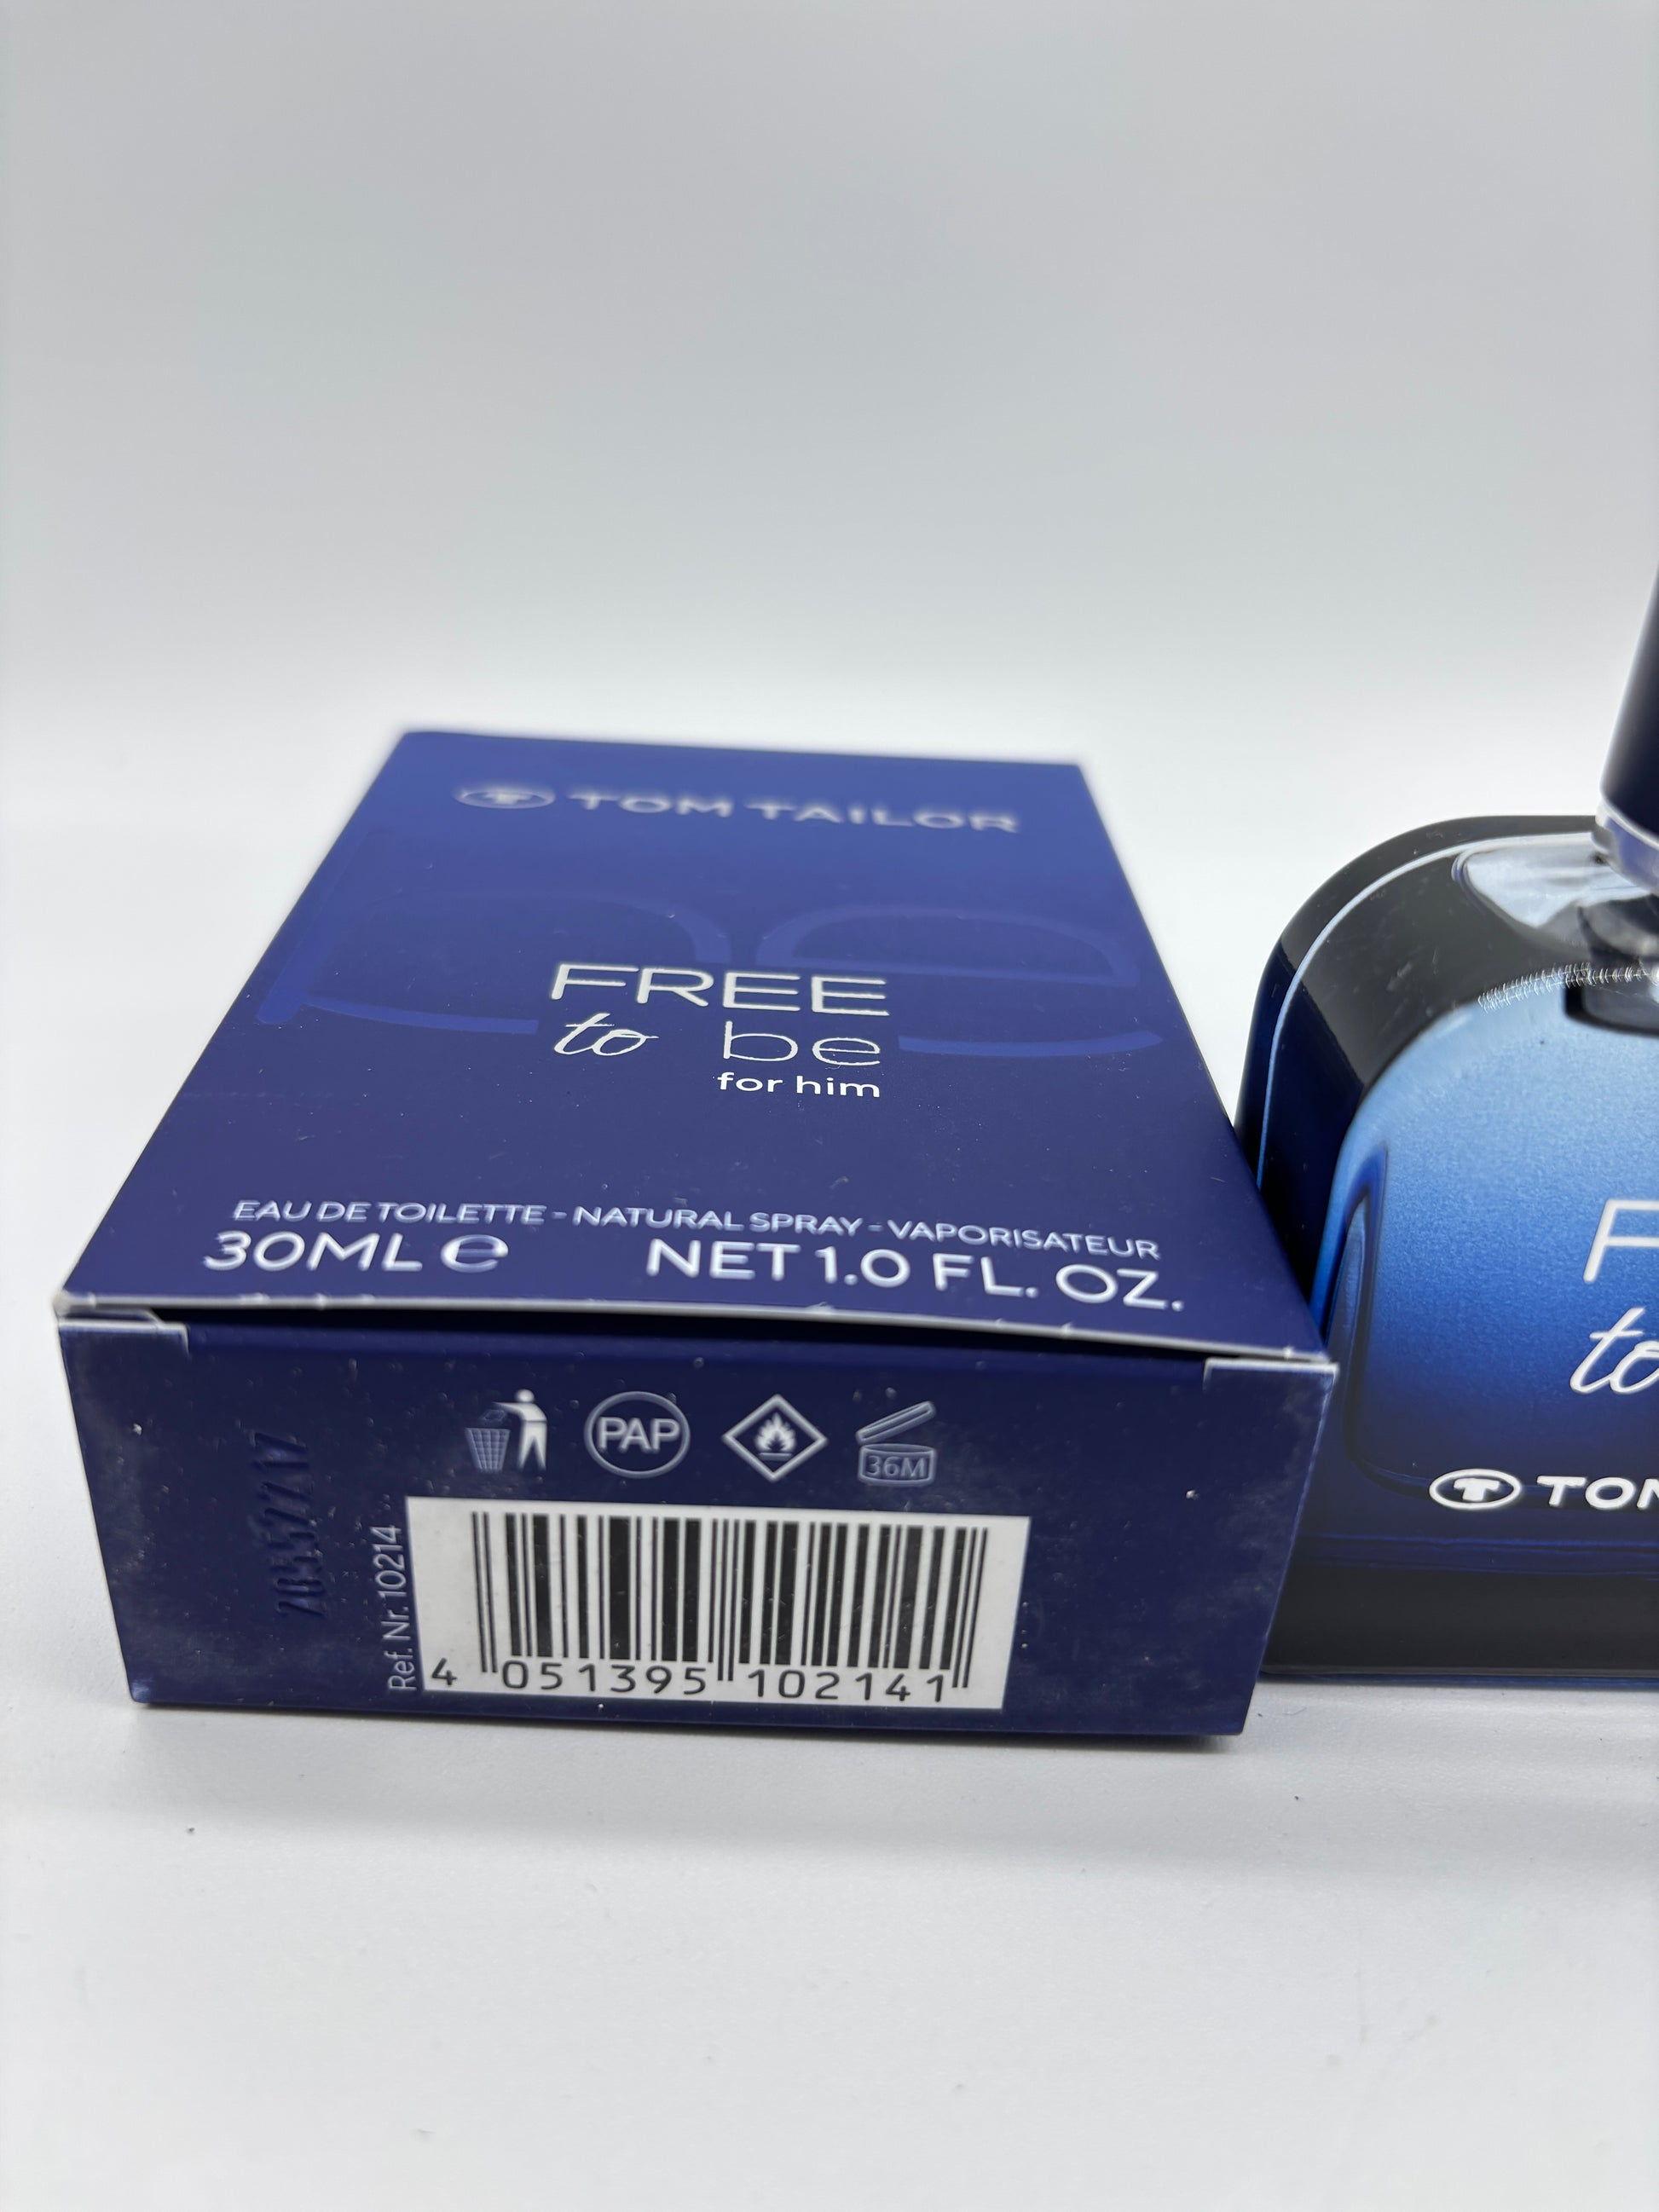 TOM TAILOR
FREE
to be
for him
EAU DE TOILETTE - NATURAL SPRAY - VAPORISATEUR
30ML e NET 1.0 FL. OZ.
PAP
36M
Ref. Nr. 10214
4 051395 102141
F
to
TOM